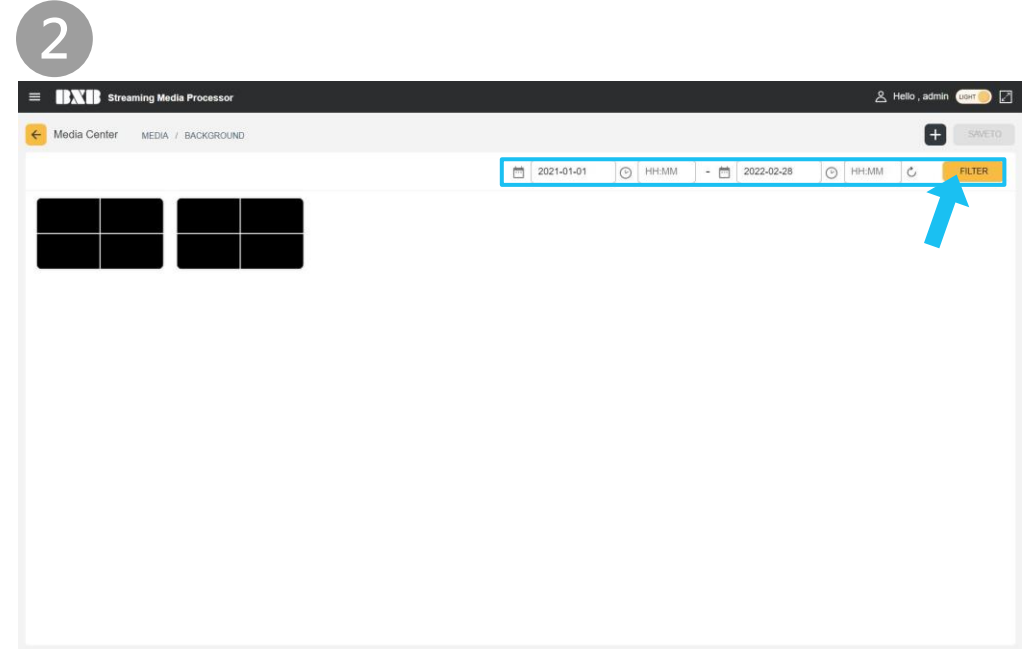 2
BXB Streaming Media Processor Hello , admin LIGHT
Media Center MEDIA / BACKGROUND SAVETO
2021-01-01 HH:MM - 2022-02-28 HH:MM FILTER